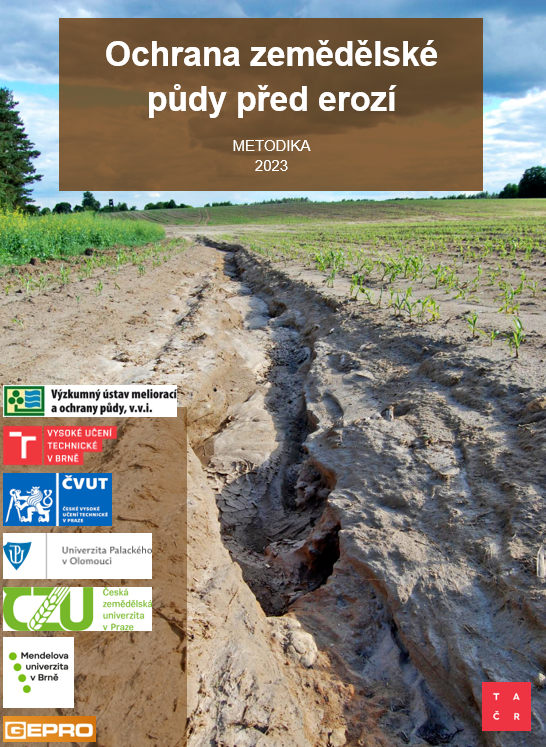 Ochrana zemědělské
půdy před erozí
METODIKA
2023
Výzkumný ústav meliorací
a ochrany půdy, v.v.i.
T
VYSOKÉ UČENÍ
TECHNICKÉ
V BRNĚ
ČVUT
ČESKÉ VYSOKÉ
UČENÍ TECHNICKÉ
V PRAZE
Univerzita Palackého
v Olomouci
ČZU
Česká
zemědělská
univerzita
v Praze
Mendelova
univerzita
v Brně
GEPRO
T A
Č R